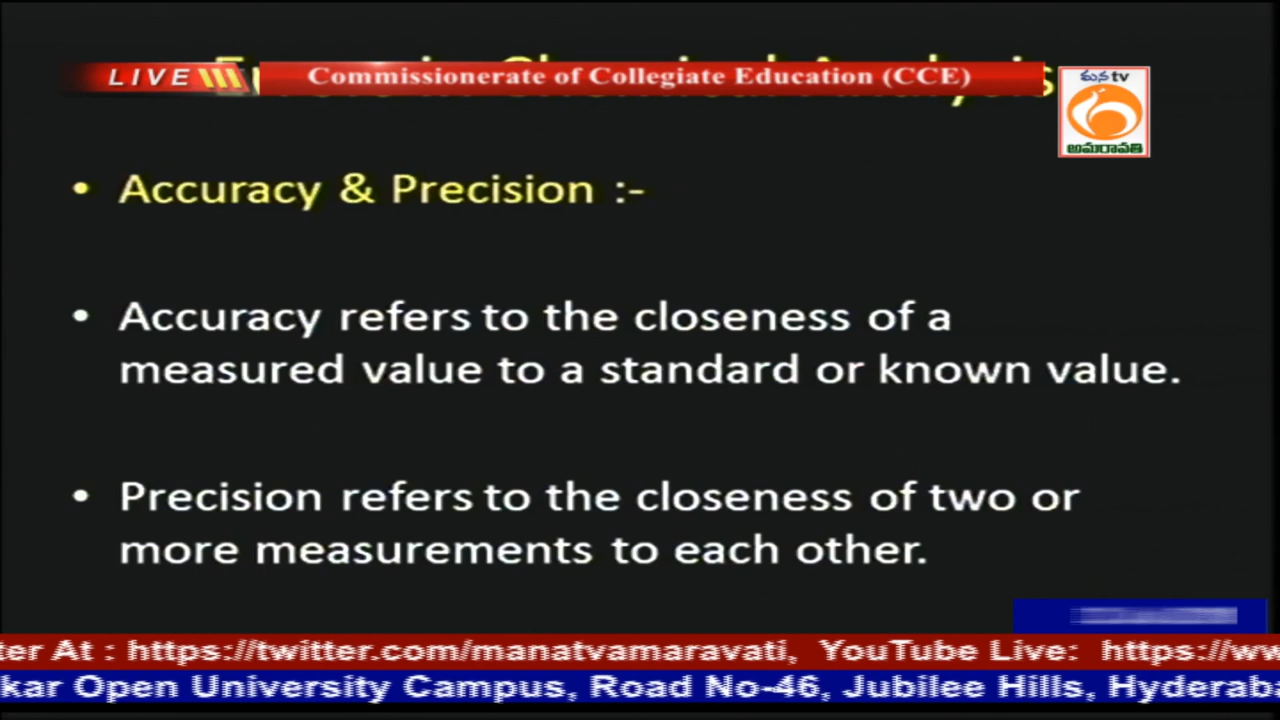 LIVE
Commissionerate of Collegiate Education (CCE)
మన tv
అమరావతి
• Accuracy & Precision :-
• Accuracy refers to the closeness of a
measured value to a standard or known value.
• Precision refers to the closeness of two or
more measurements to each other.
ter At : https://twitter.com/manatvamaravati, YouTube Live: https://ww
kar Open University Campus, Road No-46, Jubilee Hills, Hyderaba